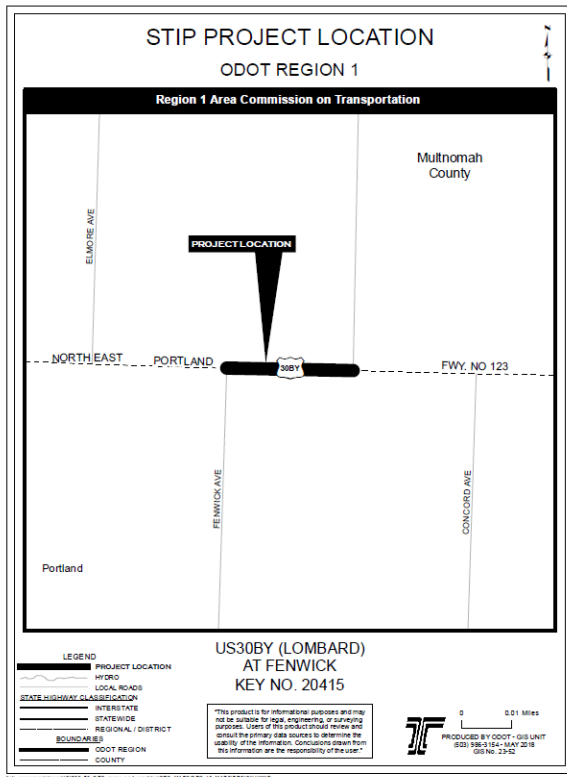 STIP PROJECT LOCATION
N
ODOT REGION 1
Region 1 Area Commission on Transportation
Multnomah
County
ELMORE AVE
PROJECT LOCATION
NORTH EAST PORTLAND
30BY
FWY. NO 123
FENWICK AVE
CONCORD AVE
Portland
US30BY (LOMBARD)
AT FENWICK
KEY NO. 20415
LEGEND
PROJECT LOCATION
HYDRO
LOCAL ROADS
STATE HIGHWAY CLASSIFICATION
INTERSTATE
STATEWIDE
REGIONAL / DISTRICT
BOUNDARIES
ODOT REGION
COUNTY
"This product is for informational purposes and may
not be suitable for legal, engineering, or surveying
purposes. Users of this product should review and
consult the primary data sources to determine the
usability of the information. Conclusions drawn from
this information are the responsibility of the user."
0 0.01 Miles
PRODUCED BY ODOT - GIS UNIT
(503) 986-3154 - MAY 2018
GIS No. 23-52